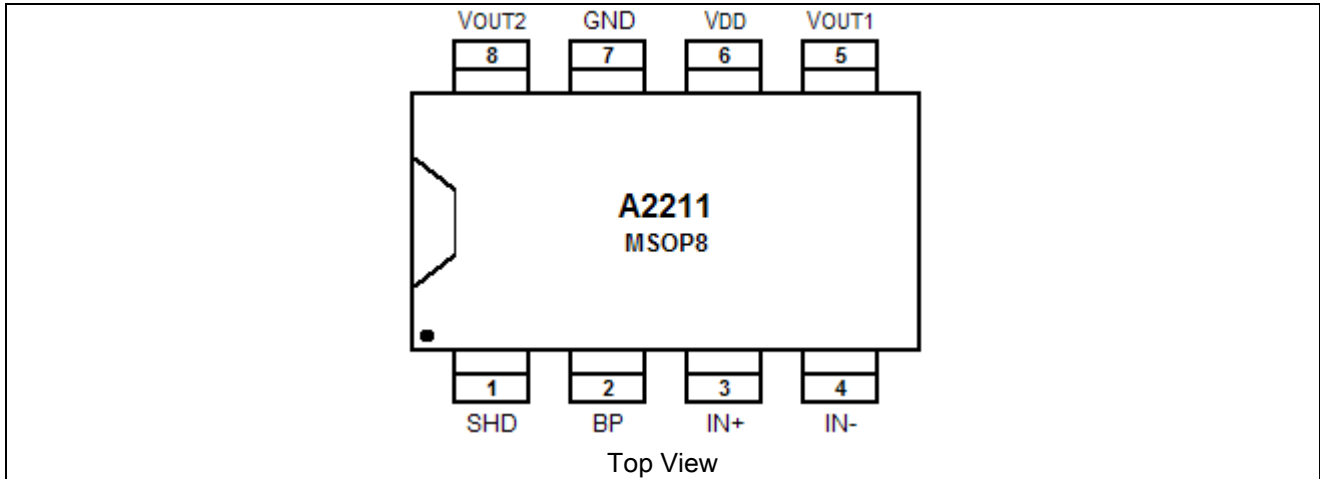 VOUT2 GND VDD VOUT1
8 7 6 5
A2211
MSOP8
1 2 3 4
SHD BP IN+ IN-
Top View